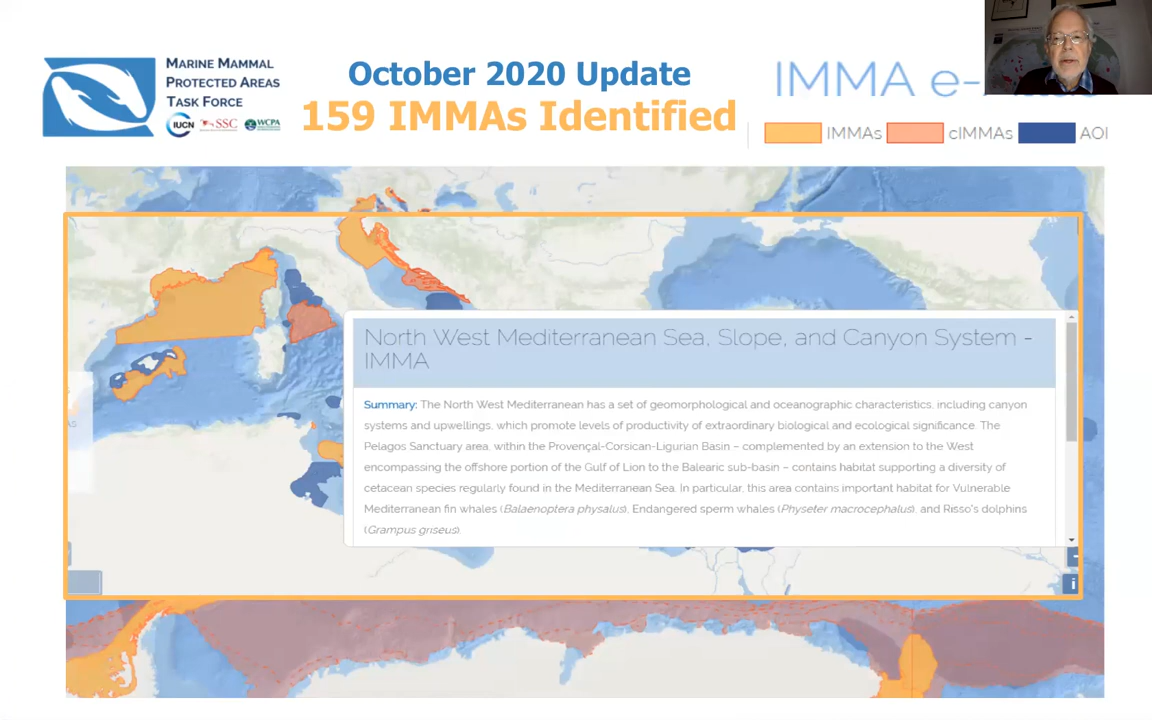 MARINE MAMMAL
PROTECTED AREAS
TASK FORCE
IUCN SSC WCPA
October 2020 Update
159 IMMAs Identified
IMMA
IMMAs cIMMAs AOI
North West Mediterranean Sea, Slope, and Canyon System -
IMMA
Summary: The North West Mediterranean has a set of geomorphological and oceanographic characteristics, including canyon
systems and upwellings, which promote levels of productivity of extraordinary biological and ecological significance. The
Pelagos Sanctuary area, within the Provençal-Corsican-Ligurian Basin – complemented by an extension to the West
encompassing the offshore portion of the Gulf of Lion to the Balearic sub-basin – contains habitat supporting a diversity of
cetacean species regularly found in the Mediterranean Sea. In particular, this area contains important habitat for Vulnerable
Mediterranean fin whales (Balaenoptera physalus), Endangered sperm whales (Physeter macrocephalus), and Risso's dolphins
(Grampus griseus).
i